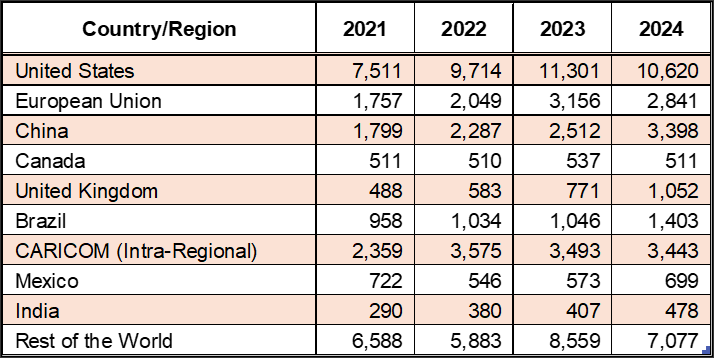 Country/Region 2021 2022 2023 2024
United States 7,511 9,714 11,301 10,620
European Union 1,757 2,049 3,156 2,841
China 1,799 2,287 2,512 3,398
Canada 511 510 537 511
United Kingdom 488 583 771 1,052
Brazil 958 1,034 1,046 1,403
CARICOM (Intra-Regional) 2,359 3,575 3,493 3,443
Mexico 722 546 573 699
India 290 380 407 478
Rest of the World 6,588 5,883 8,559 7,077